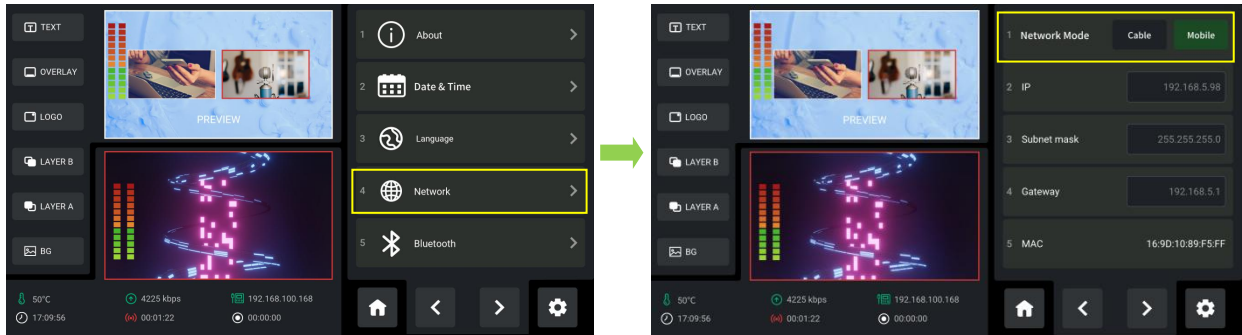 TEXT
OVERLAY
LOGO
LAYER B
LAYER A
BG
PREVIEW
50°C
4225 kbps
192.168.100.168
17:09:56
00:01:22
00:00:00
1 About
2 Date & Time
3 Language
4 Network
5 Bluetooth
TEXT
OVERLAY
LOGO
LAYER B
LAYER A
BG
PREVIEW
50°C
4225 kbps
192.168.100.168
17:09:56
00:01:22
00:00:00
1 Network Mode Cable Mobile
2 IP 192.168.5.98
3 Subnet mask 255.255.255.0
4 Gateway 192.168.5.1
5 MAC 16:9D:10:89:F5:FF